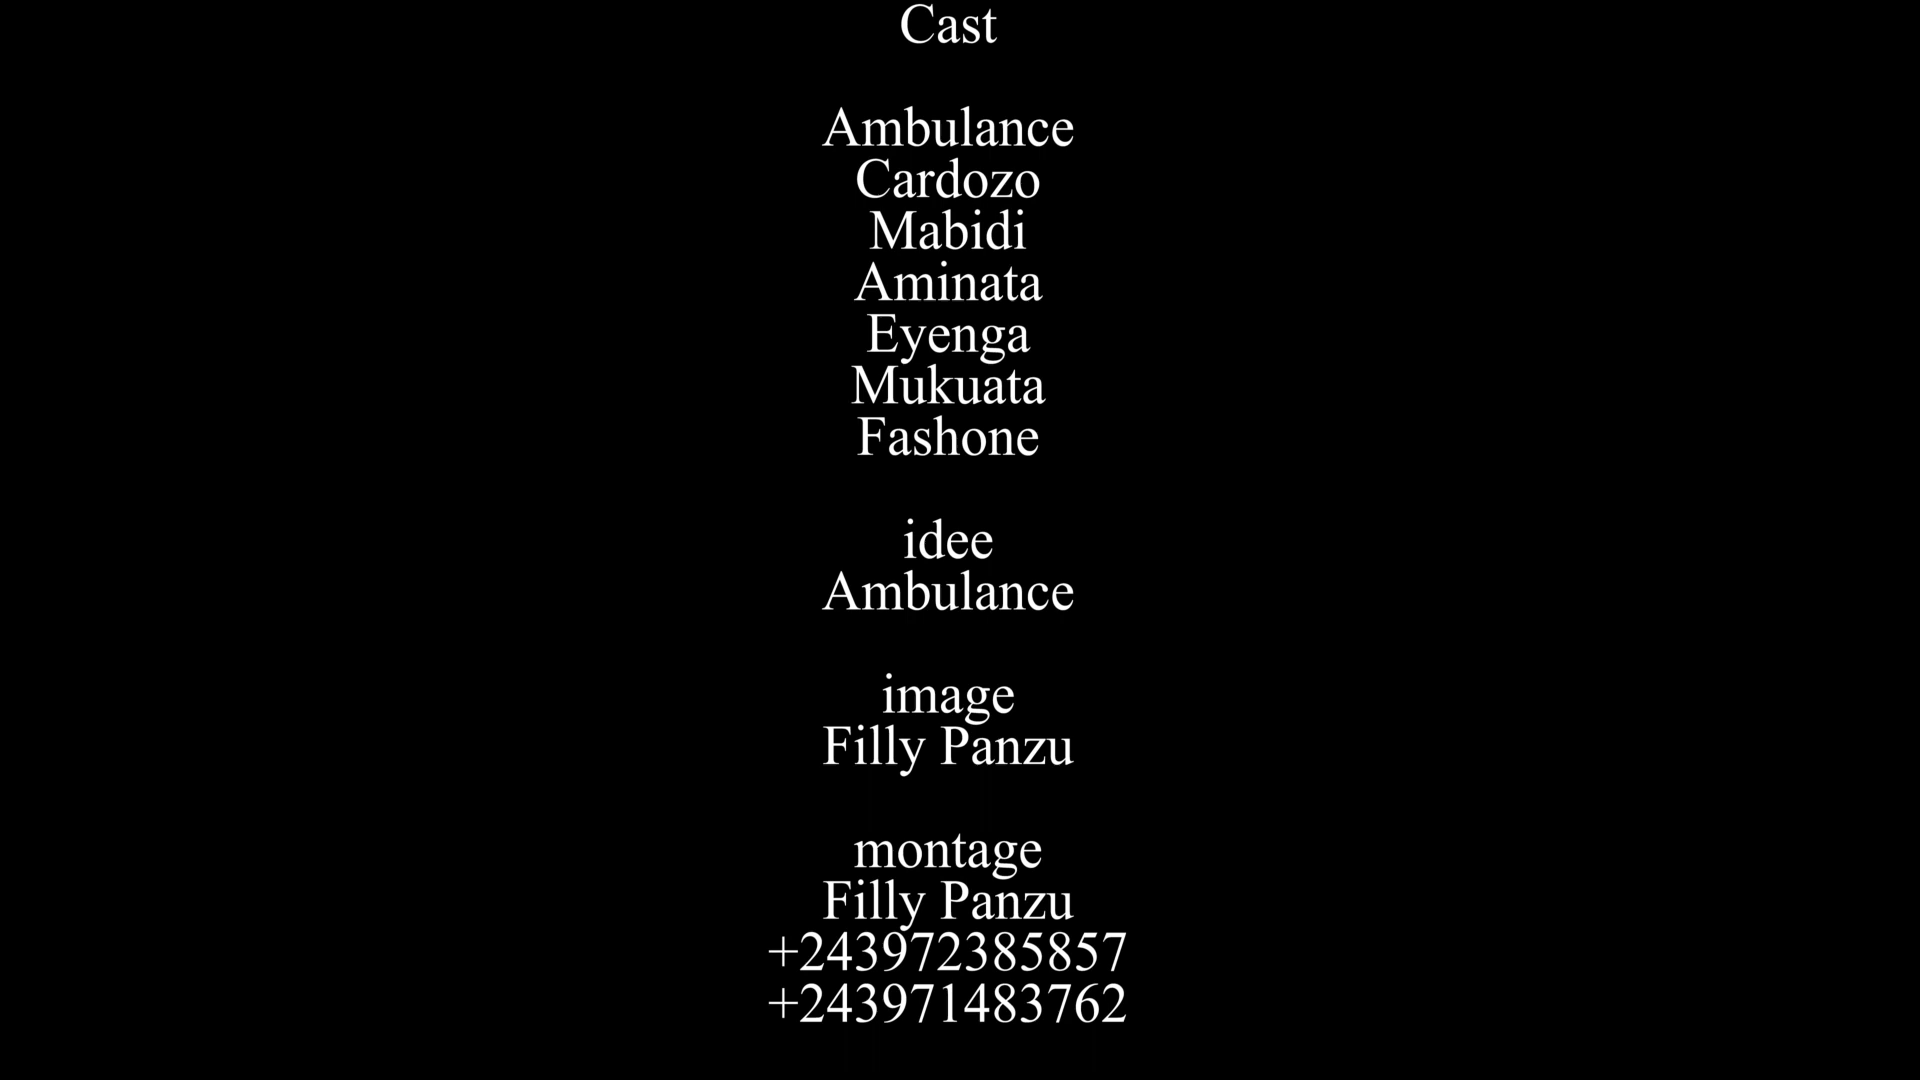 Cast
Ambulance
Cardozo
Mabidi
Aminata
Eyenga
Mukuata
Fashone
idee
Ambulance
image
Filly Panzu
montage
Filly Panzu
+243972385857
+243971483762